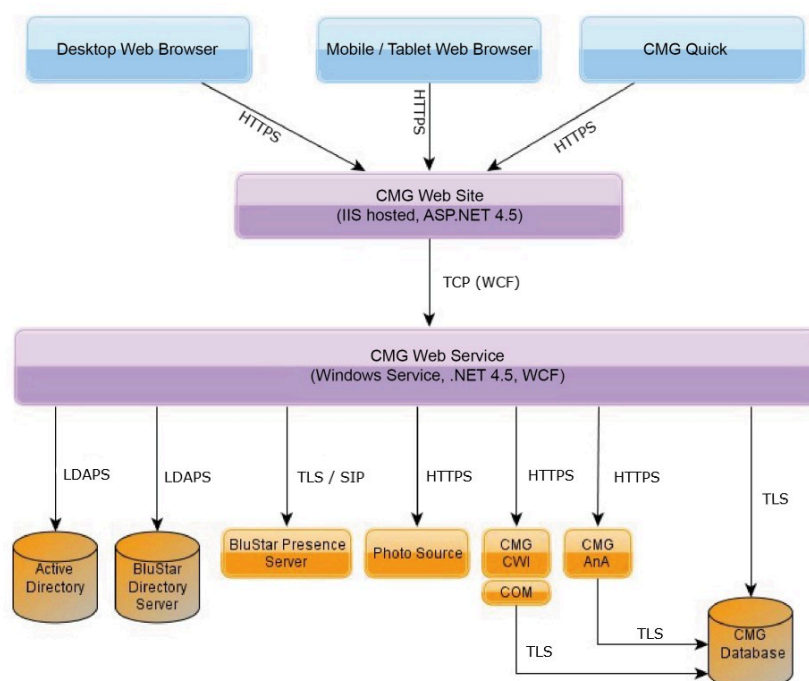 Desktop Web Browser
Mobile / Tablet Web Browser
CMG Quick
HTTPS
HTTPS
HTTPS
CMG Web Site
(IIS hosted, ASP.NET 4.5)
TCP (WCF)
CMG Web Service
(Windows Service, .NET 4.5, WCF)
LDAPS
LDAPS
TLS / SIP
HTTPS
HTTPS
HTTPS
TLS
Active
Directory
BluStar
Directory
Server
BluStar Presence
Server
Photo Source
CMG
CWI
COM
CMG
AnA
TLS
TLS
CMG
Database